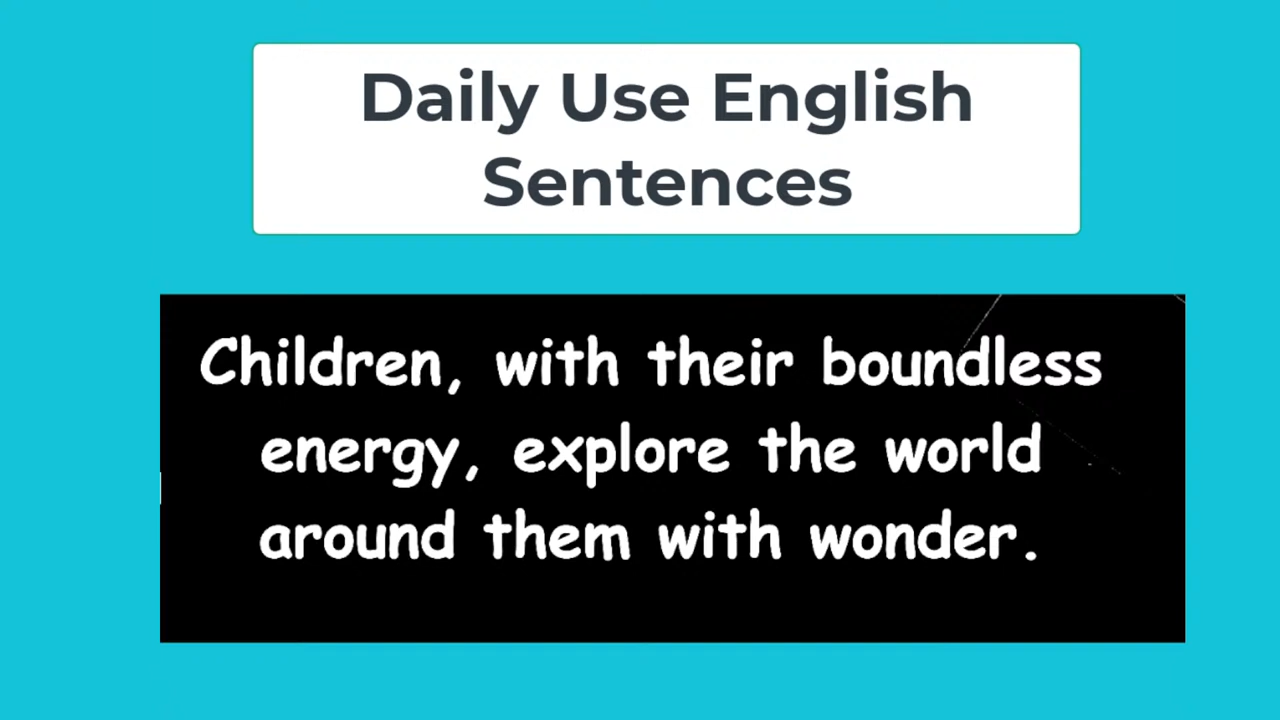 Daily Use English
Sentences
Children, with their boundless
energy, explore the world
around them with wonder.